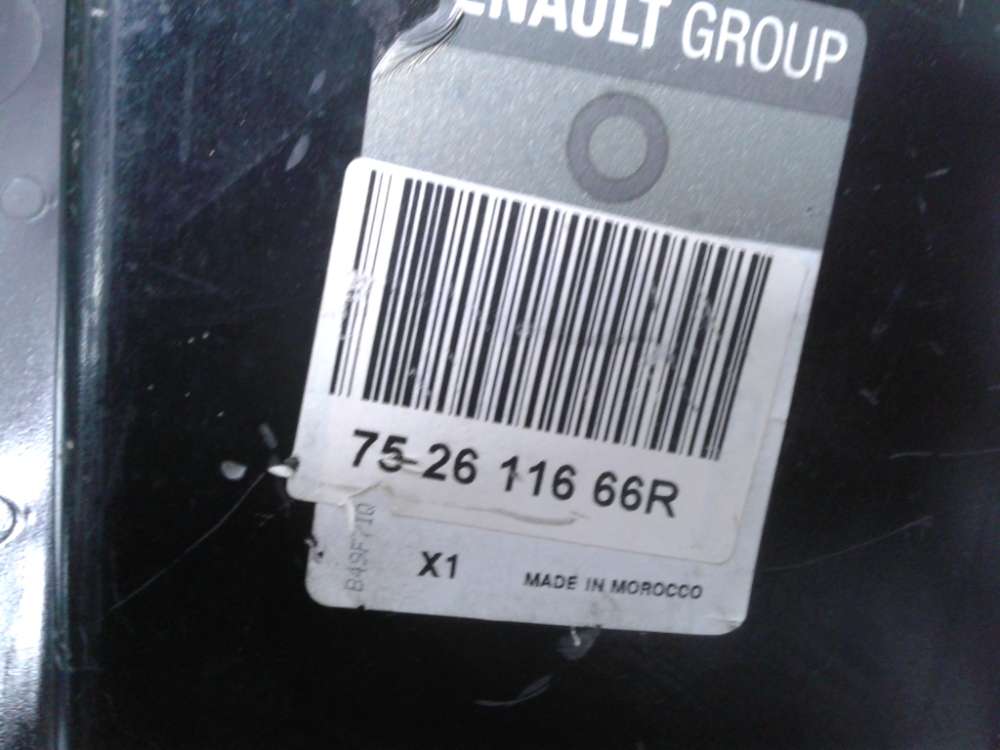 ENAULT GROUP
75-26 116 66R
X1
MADE IN MOROCCO